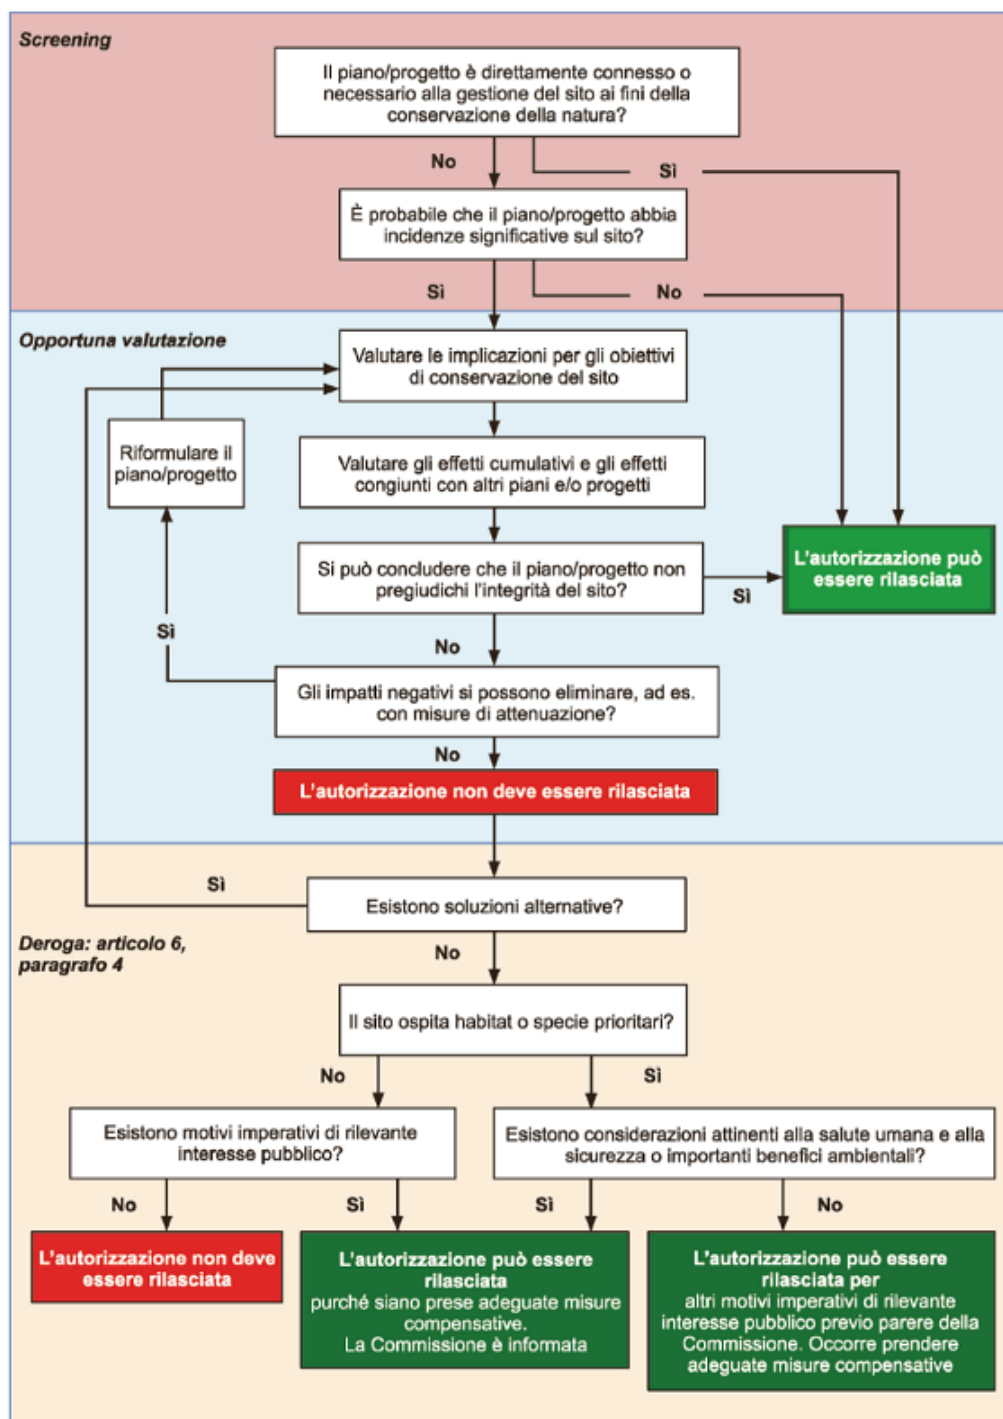 Screening
Il piano/progetto è direttamente connesso o
necessario alla gestione del sito ai fini della
conservazione della natura?
No
Sì
È probabile che il piano/progetto abbia
incidenze significative sul sito?
Sì
No
Opportuna valutazione
Valutare le implicazioni per gli obiettivi
di conservazione del sito
Riformulare il
piano/progetto
Valutare gli effetti cumulativi e gli effetti
congiunti con altri piani e/o progetti
L'autorizzazione può
essere rilasciata
Si può concludere che il piano/progetto non
pregiudichi l'integrità del sito?
Sì
Sì
No
Gli impatti negativi si possono eliminare, ad es.
con misure di attenuazione?
No
L'autorizzazione non deve essere rilasciata
Sì
Esistono soluzioni alternative?
Deroga: articolo 6,
paragrafo 4
No
Il sito ospita habitat o specie prioritari?
No
Sì
Esistono motivi imperativi di rilevante
interesse pubblico?
Esistono considerazioni attinenti alla salute umana e alla
sicurezza o importanti benefici ambientali?
No
Sì
Sì
No
L'autorizzazione non deve
essere rilasciata
L'autorizzazione può essere
rilasciata
purché siano prese adeguate misure
compensative.
La Commissione è informata
L'autorizzazione può essere
rilasciata per
altri motivi imperativi di rilevante
interesse pubblico previo parere della
Commissione. Occorre prendere
adeguate misure compensative